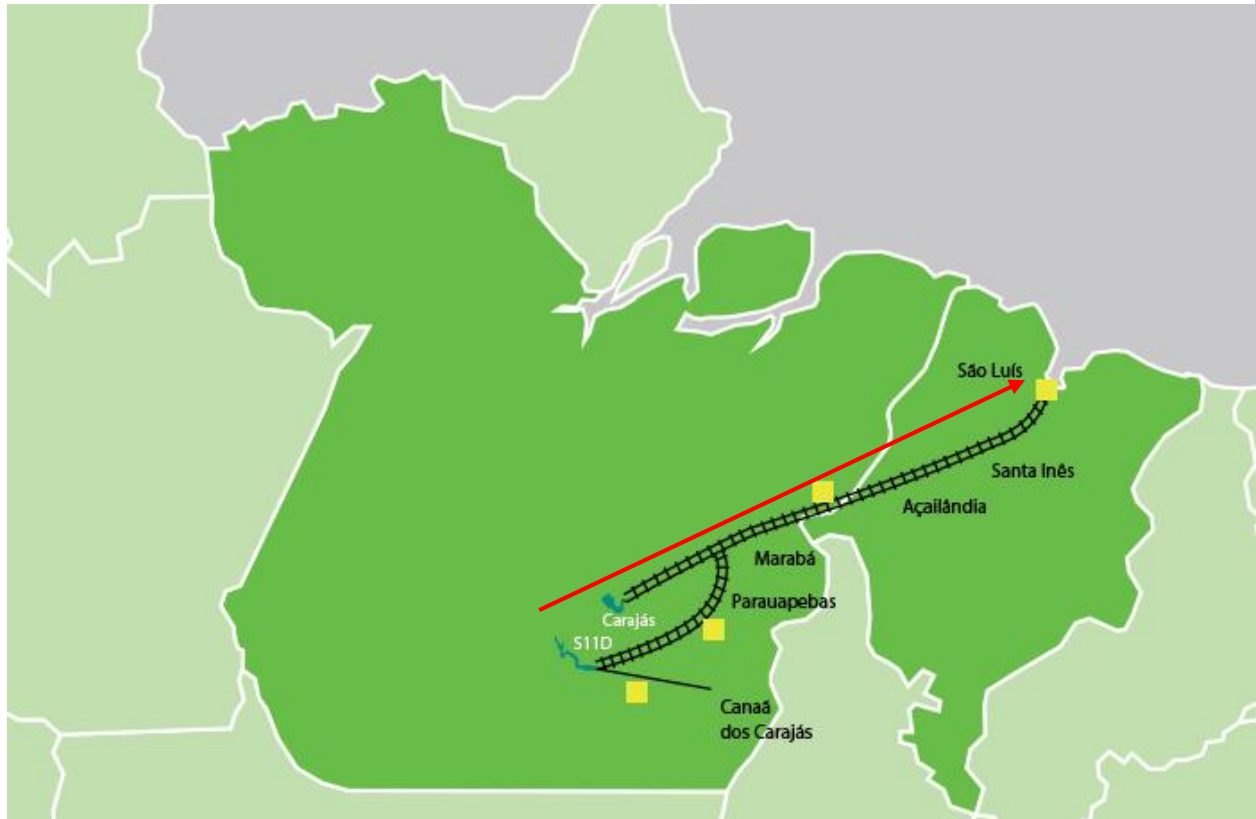 São Luís
Santa Inês
Açailândia
Marabá
Parauapebas
Carajás
S11D
Canaã
dos Carajás